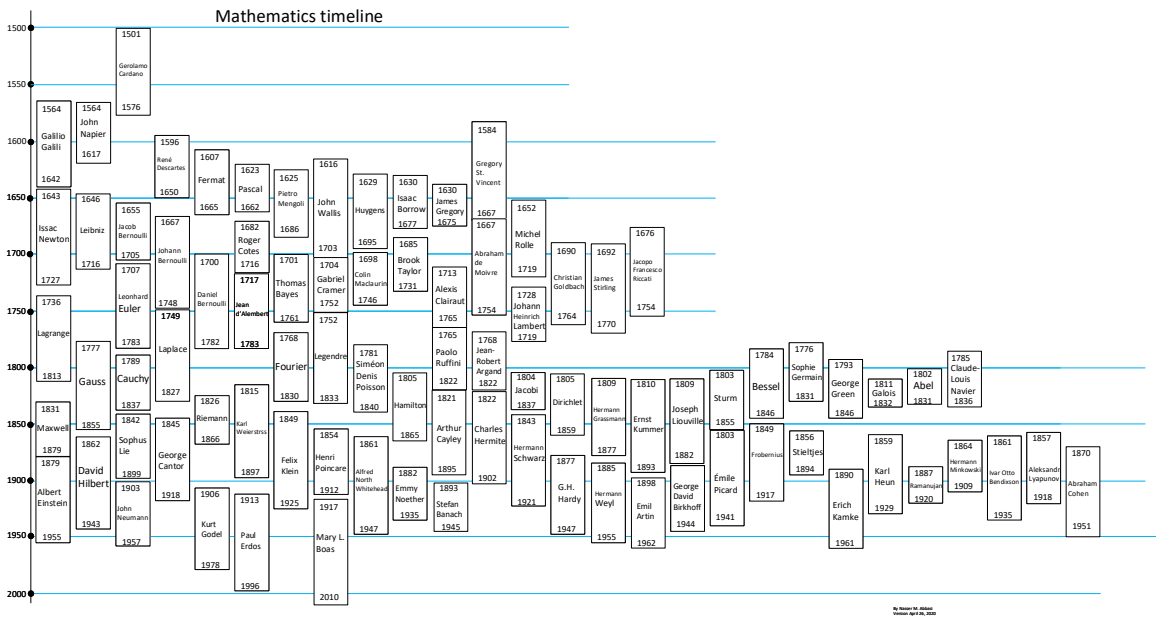 Mathematics timeline
1500
1550
1600
1650
1700
1750
1800
1850
1900
1950
2000
1564
Galilio
Galili
1642
1643
Issac
Newton
1727
1736
Lagrange
1813
1831
Maxwell
1879
1879
Albert
Einstein
1955
1564
John
Napier
1617
1646
Leibniz
1716
1777
Gauss
1855
1862
David
Hilbert
1943
1501
Gerolamo
Cardano
1576
1655
Jacob
Bernoulli
1705
1707
Leonhard
Euler
1783
1789
Cauchy
1837
1842
Sophus
Lie
1899
1903
John
Neumann
1957
1596
René
Descartes
1650
1667
Johann
Bernoulli
1748
1749
Laplace
1827
1845
George
Cantor
1918
1607
Fermat
1665
1700
Daniel
Bernoulli
1782
1826
Riemann
1866
1906
Kurt
Godel
1978
1623
Pascal
1662
1682
Roger
Cotes
1716
1717
Jean
d'Alembert
1783
1815
Karl
Weierstrss
1897
1913
Paul
Erdos
1996
1625
Pietro
Mengoli
1686
1701
Thomas
Bayes
1761
1768
Fourier
1830
1849
Felix
Klein
1925
1616
John
Wallis
1703
1704
Gabriel
Cramer
1752
1752
Legendre
1833
1854
Henri
Poincare
1912
1917
Mary L.
Boas
2010
1629
Huygens
1695
1698
Colin
Maclaurin
1746
1781
Siméon
Denis
Poisson
1840
1861
Alfred
North
Whitehead
1947
1630
Isaac
Borrow
1677
1685
Brook
Taylor
1731
1805
Hamilton
1865
1882
Emmy
Noether
1935
1630
James
Gregory
1675
1713
Alexis
Clairaut
1765
1765
Paolo
Ruffini
1822
1821
Arthur
Cayley
1895
1893
Stefan
Banach
1945
1584
Gregory
St.
Vincent
1667
1667
Abraham
de
Moivre
1754
1768
Jean-
Robert
Argand
1822
1822
Charles
Hermite
1902
1652
Michel
Rolle
1719
1728
Johann
Heinrich
Lambert
1719
1804
Jacobi
1837
1843
Hermann
Schwarz
1921
1690
Christian
Goldbach
1764
1805
Dirichlet
1859
1877
G.H.
Hardy
1947
1692
James
Stirling
1770
1809
Hermann
Grassmann
1877
1885
Hermann
Weyl
1955
1676
Jacopo
Francesco
Riccati
1754
1810
Ernst
Kummer
1893
1898
Emil
Artin
1962
1809
Joseph
Liouville
1882
George
David
Birkhoff
1944
1803
Sturm
1855
1803
Émile
Picard
1941
1784
Bessel
1846
1849
Frobernius
1917
1776
Sophie
Germain
1831
1856
Stieltjes
1894
1793
George
Green
1846
1890
Erich
Kamke
1961
1811
Galois
1832
1859
Karl
Heun
1929
1802
Abel
1831
1887
Ramanujan
1920
1785
Claude-
Louis
Navier
1836
1864
Hermann
Minkowski
1909
1861
Ivar Otto
Bendixson
1935
1857
Aleksandr
Lyapunov
1918
1870
Abraham
Cohen
1951
By Nasser M. Abbasi
Version April 26, 2020